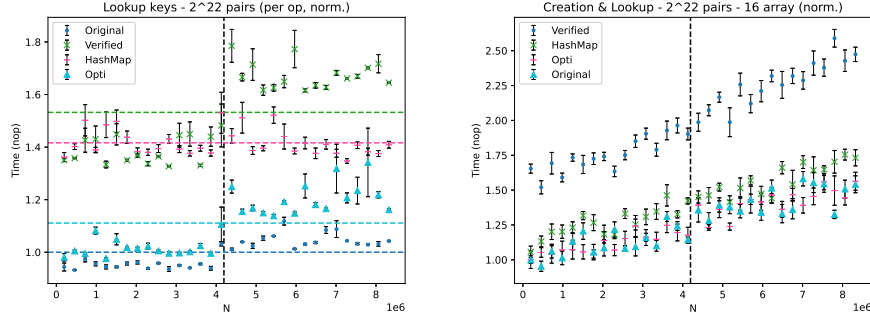 Lookup keys - 2^22 pairs (per op, norm.)
Time (nop)
1.8
1.6
1.4
1.2
1.0
Original
Verified
HashMap
Opti
0
1
2
3
4
5
6
7
8
N
1e6
Creation & Lookup - 2^22 pairs - 16 array (norm.)
Time (nop)
2.50
2.25
2.00
1.75
1.50
1.25
1.00
Verified
HashMap
Opti
Original
0
1
2
3
4
5
6
7
8
N
1e6